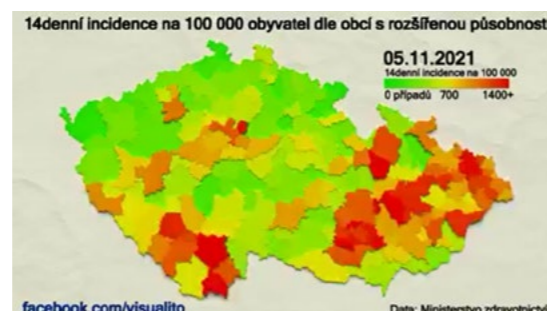 14denní incidence na 100 000 obyvatel dle obcí s rozšířenou působnost
05.11.2021
14denní incidence na 100 000
0 případů 700 1400+
facebook.com/visualito
Data: Ministerstvo zdravotnictví